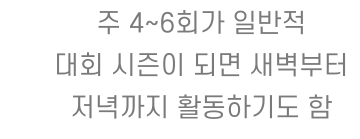 주 4~6회가 일반적
대회 시즌이 되면 새벽부터
저녁까지 활동하기도 함